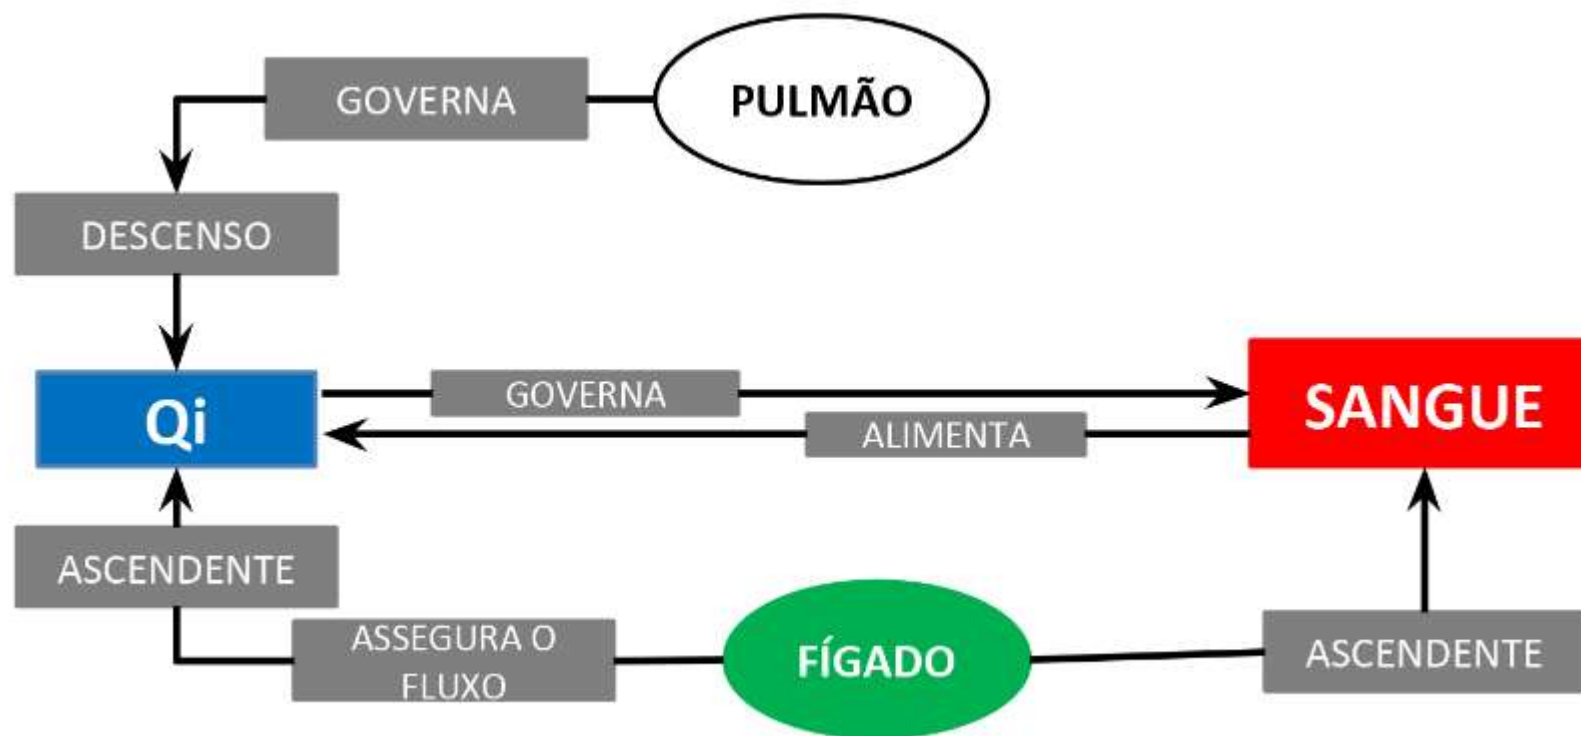 GOVERNA
PULMÃO
DESCENSO
Qi
GOVERNA
ALIMENTA
SANGUE
ASCENDENTE
ASSEGURA O
FLUXO
FÍGADO
ASCENDENTE